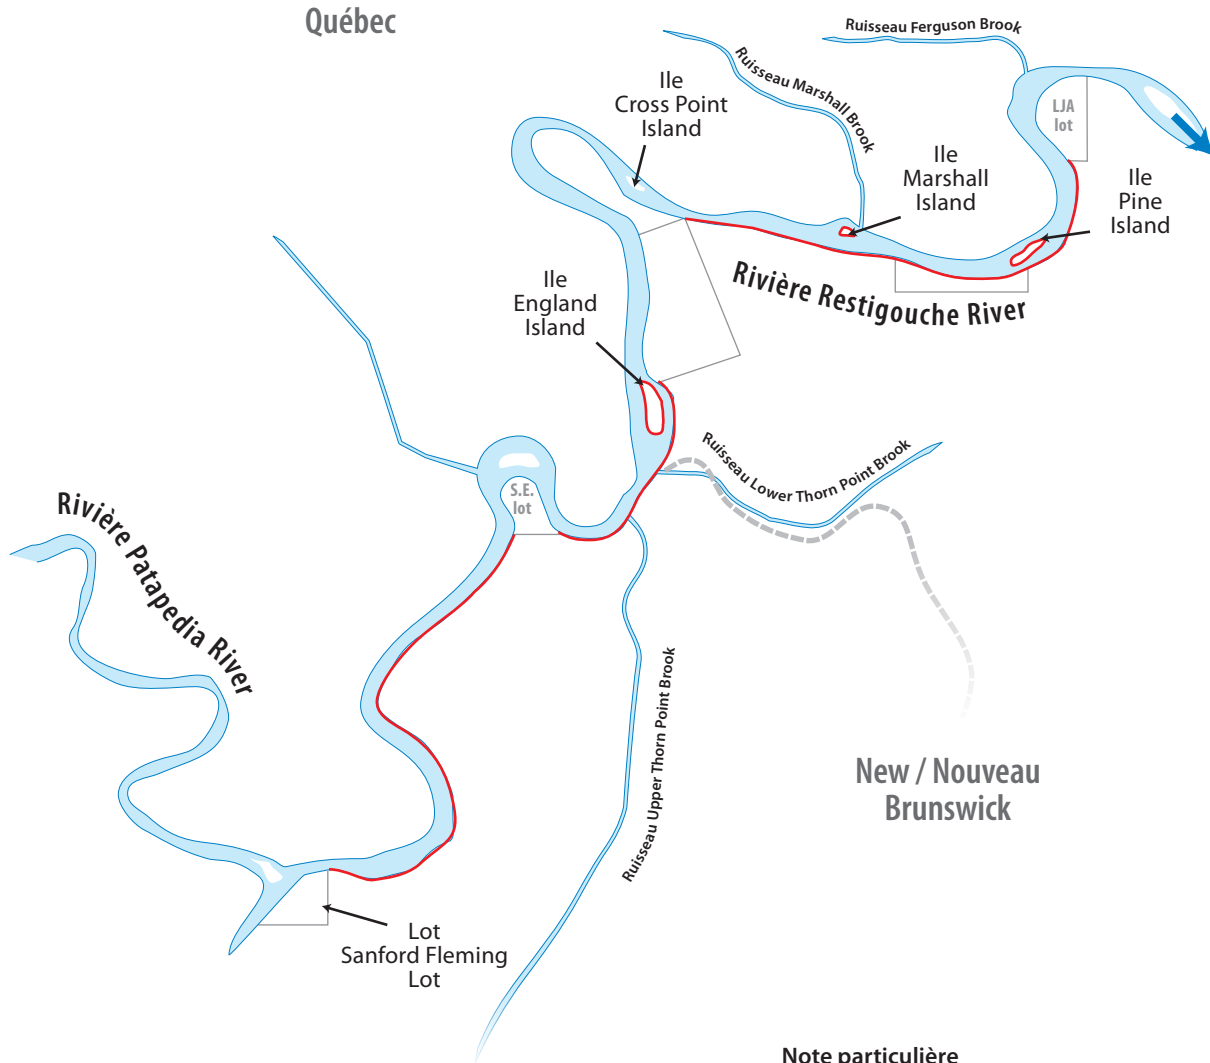 Québec
Ruisseau Ferguson Brook
Ruisseau Marshall Brook
Ile
Cross Point
Island
LJA
lot
Ile
Marshall
Island
Ile
Pine
Island
Rivière Restigouche River
Ile
England
Island
Ruisseau Lower Thorn Point Brook
S.E.
lot
Rivière Patapedia River
Ruisseau Upper Thorn Point Brook
New / Nouveau
Brunswick
Lot
Sanford Fleming
Lot
Note particulière